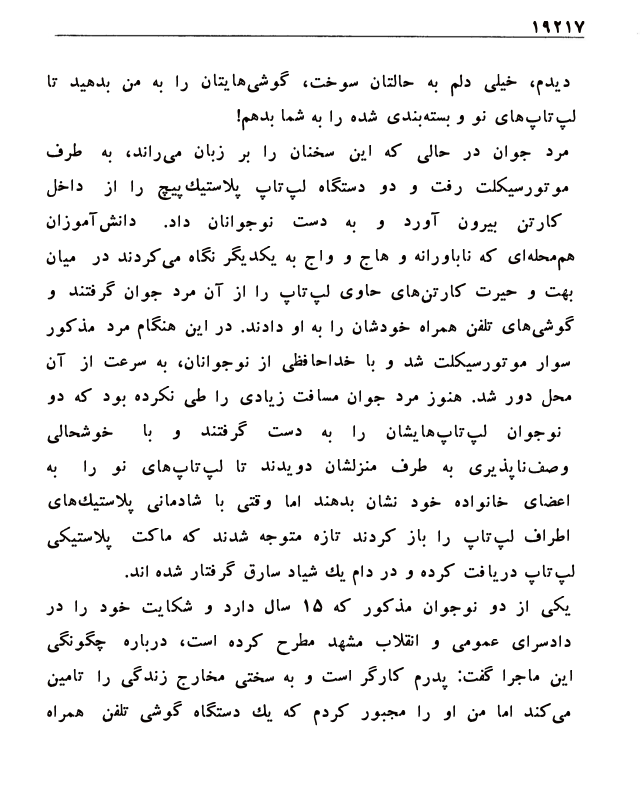 ۱۹۲۱۷
دیدم، خیلی دلم به حالتان سوخت، گوشی‌هایتان را به من بدهید تا
لپ‌تاپ‌های نو و بسته‌بندی شده را به شما بدهم!
مرد جوان در حالی که این سخنان را بر زبان می‌راند، به طرف
موتورسیکلت رفت و دو دستگاه لپ‌تاپ پلاستیك‌پیچ را از داخل
کارتن بیرون آورد و به دست نوجوانان داد. دانش‌آموزان
هم‌محله‌ای که ناباورانه و هاج و واج به یکدیگر نگاه می‌کردند در میان
بهت و حیرت کارتن‌های حاوی لپ‌تاپ را از آن مرد جوان گرفتند و
گوشی‌های تلفن همراه خودشان را به او دادند. در این هنگام مرد مذکور
سوار موتورسیکلت شد و با خداحافظی از نوجوانان، به سرعت از آن
محل دور شد. هنوز مرد جوان مسافت زیادی را طی نکرده بود که دو
نوجوان لپ‌تاپ‌هایشان را به دست گرفتند و با خوشحالی
وصف‌ناپذیری به طرف منزلشان دویدند تا لپ‌تاپ‌های نو را به
اعضای خانواده خود نشان بدهند اما وقتی با شادمانی پلاستیك‌های
اطراف لپ‌تاپ را باز کردند تازه متوجه شدند که ماکت پلاستیکی
لپ‌تاپ دریافت کرده و در دام یك شیاد سارق گرفتار شده اند.
یکی از دو نوجوان مذکور که ۱۵ سال دارد و شکایت خود را در
دادسرای عمومی و انقلاب مشهد مطرح کرده است، درباره چگونگی
این ماجرا گفت: پدرم کارگر است و به سختی مخارج زندگی را تامین
می‌کند اما من او را مجبور کردم که یك دستگاه گوشی تلفن همراه